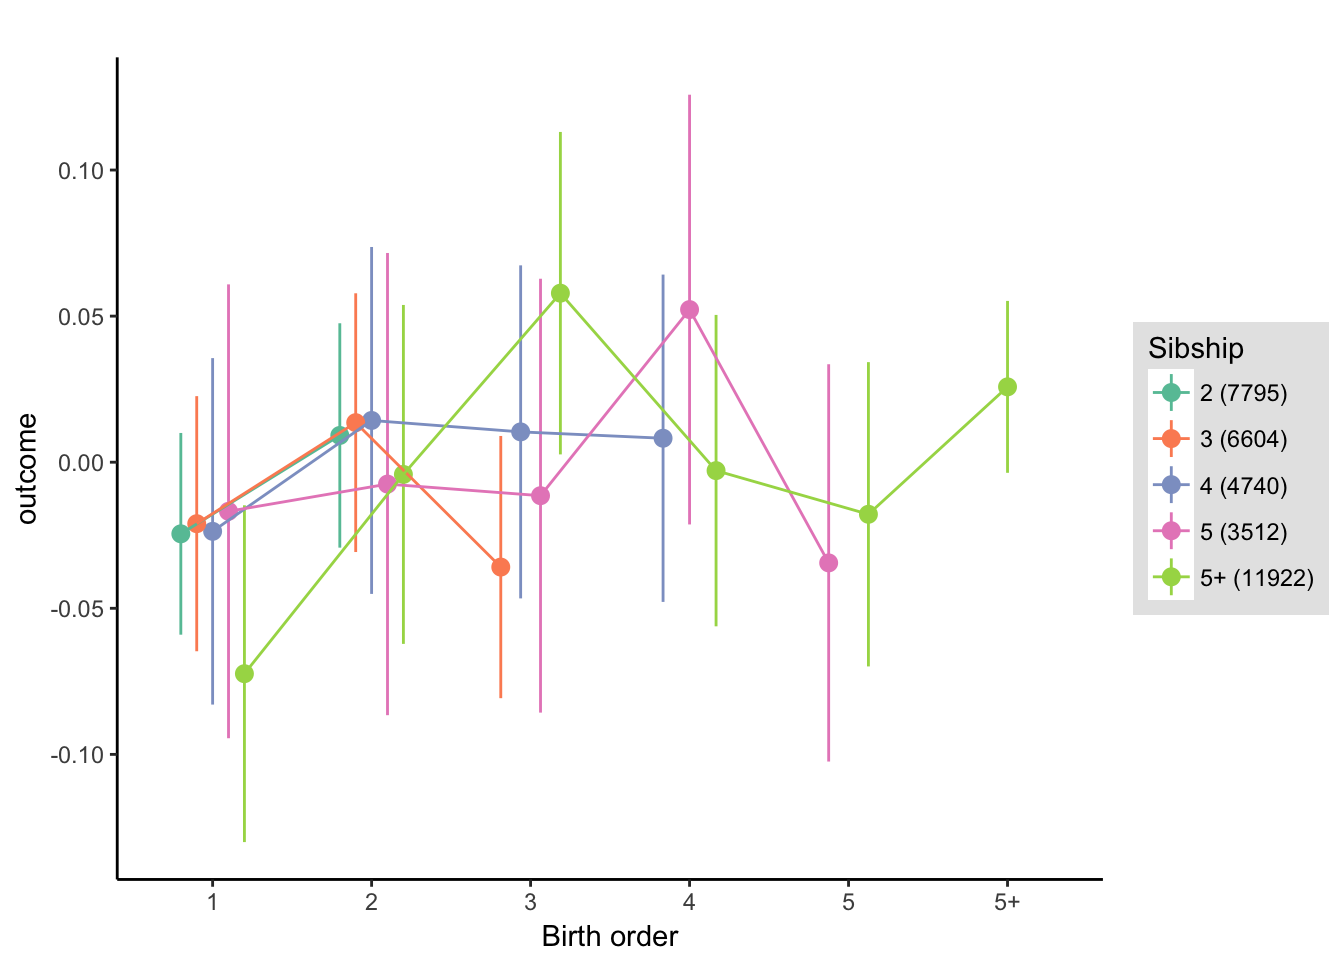 0.10
0.05
0.00
-0.05
-0.10
outcome
1 2 3 4 5 5+
Birth order
Sibship
2 (7795)
3 (6604)
4 (4740)
5 (3512)
5+ (11922)